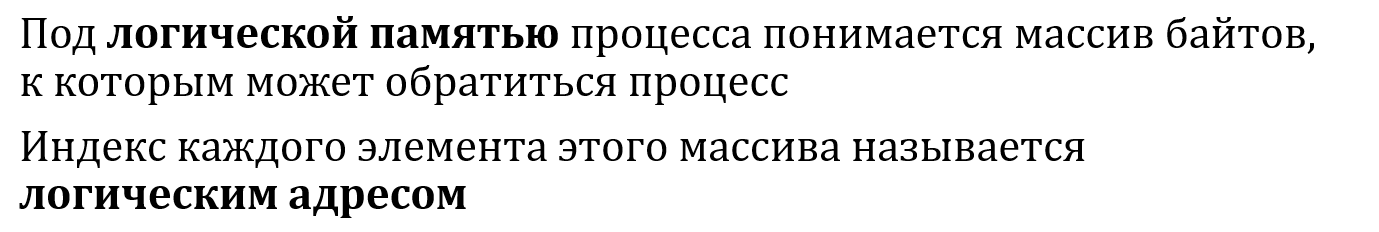 Под логической памятью процесса понимается массив байтов,
к которым может обратиться процесс
Индекс каждого элемента этого массива называется
логическим адресом